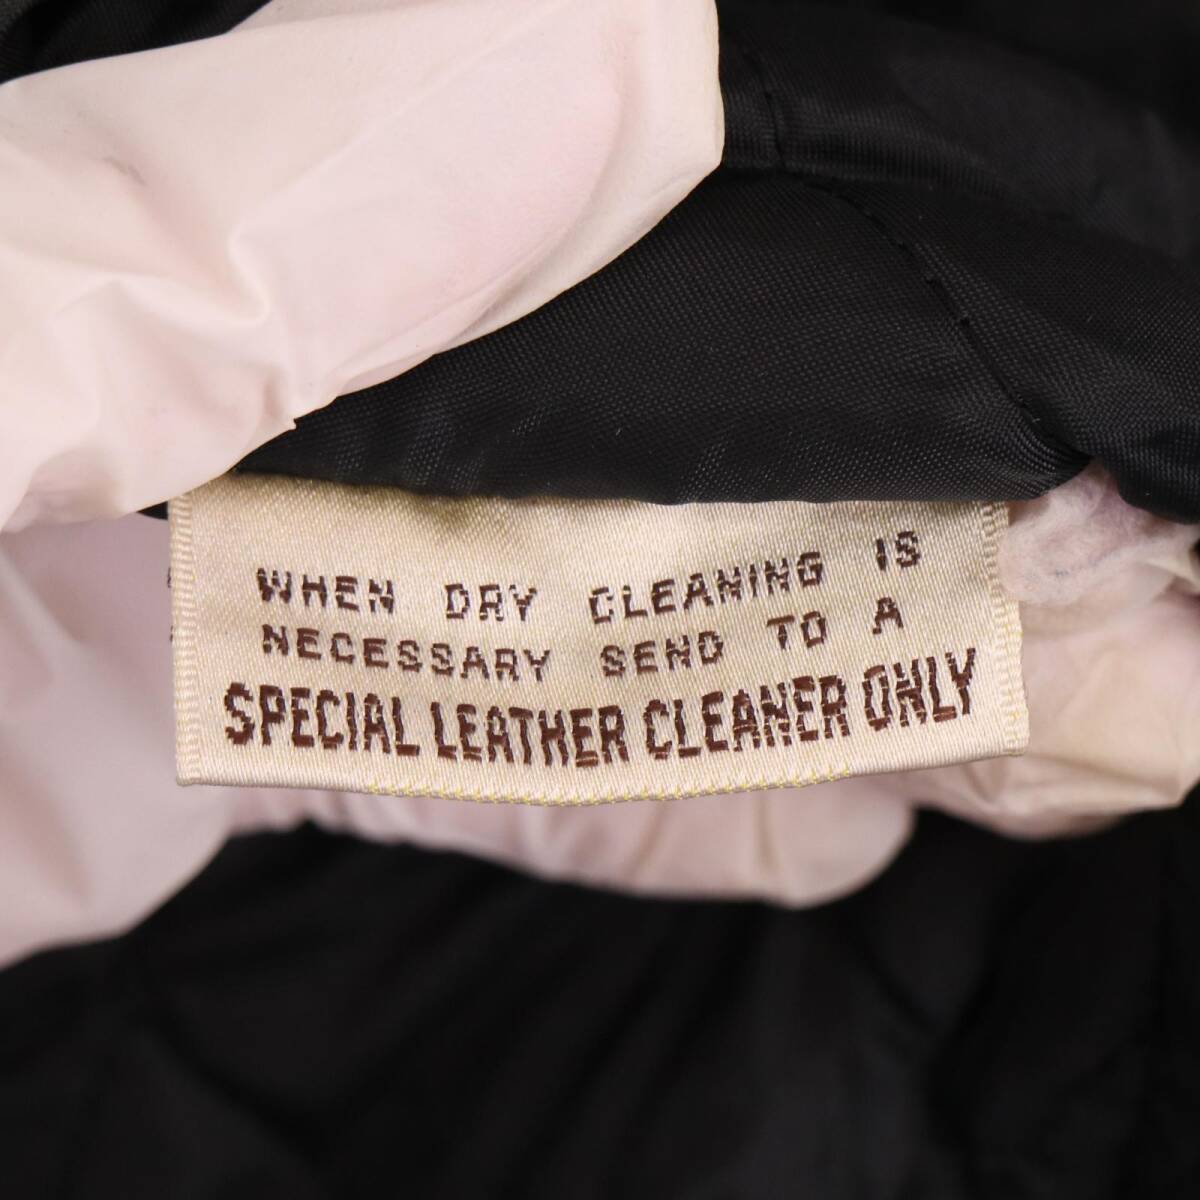 WHEN DRY CLEANING IS
NECESSARY SEND TO A
SPECIAL LEATHER CLEANER ONLY